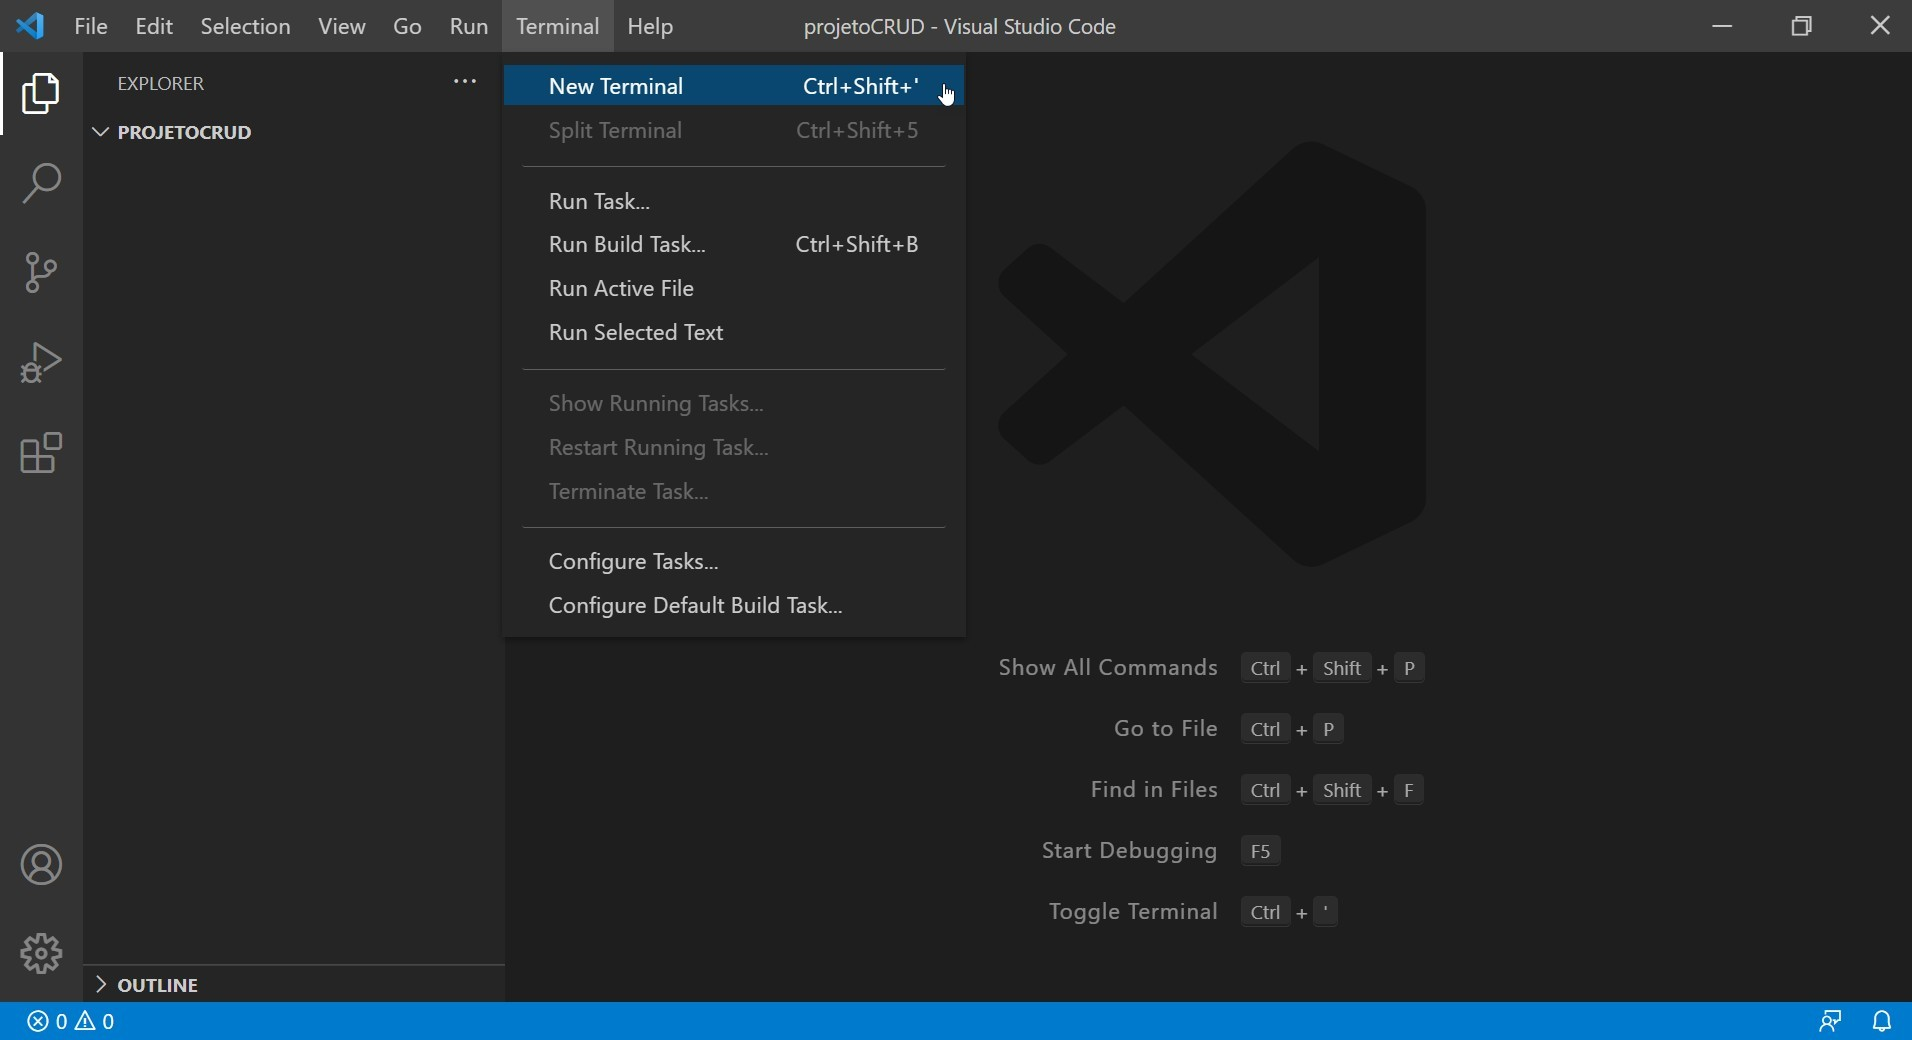 File Edit Selection View Go Run Terminal Help projetoCRUD - Visual Studio Code
EXPLORER
PROJETOCRUD
New Terminal Ctrl+Shift+'
Split Terminal Ctrl+Shift+5
Run Task...
Run Build Task... Ctrl+Shift+B
Run Active File
Run Selected Text
Show Running Tasks...
Restart Running Task...
Terminate Task...
Configure Tasks...
Configure Default Build Task...
Show All Commands Ctrl + Shift + P
Go to File Ctrl + P
Find in Files Ctrl + Shift + F
Start Debugging F5
Toggle Terminal Ctrl + '
OUTLINE
0 0